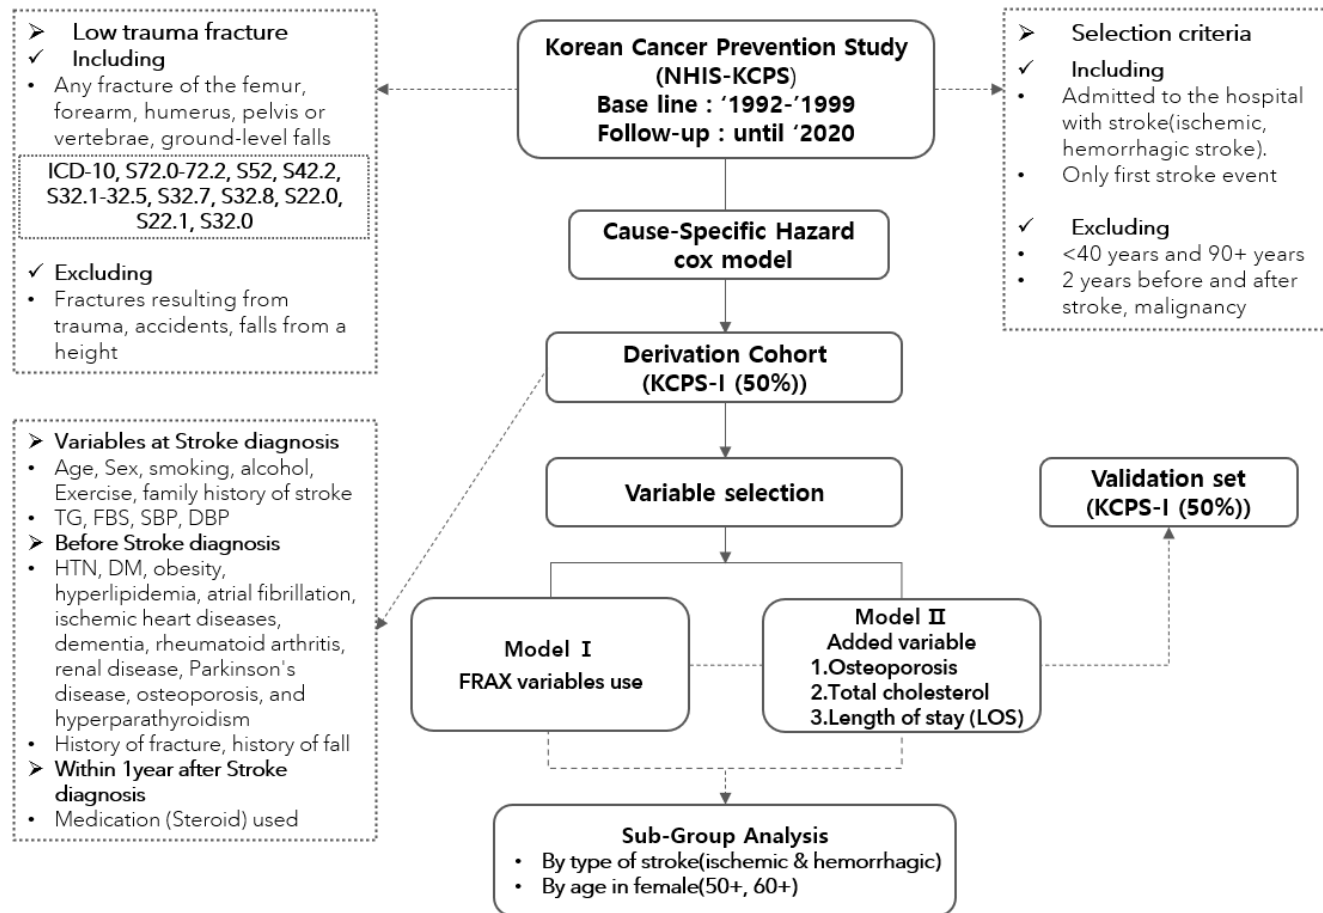 ➢ Low trauma fracture
✓ Including
• Any fracture of the femur,
forearm, humerus, pelvis or
vertebrae, ground-level falls
ICD-10, S72.0-72.2, S52, S42.2,
S32.1-32.5, S32.7, S32.8, S22.0,
S22.1, S32.0
✓ Excluding
• Fractures resulting from
trauma, accidents, falls from a
height
Korean Cancer Prevention Study
(NHIS-KCPS)
Base line : ‘1992-’1999
Follow-up : until ‘2020
➢ Selection criteria
✓ Including
• Admitted to the hospital
with stroke(ischemic,
hemorrhagic stroke).
• Only first stroke event
✓ Excluding
• <40 years and 90+ years
• 2 years before and after
stroke, malignancy
Cause-Specific Hazard
cox model
Derivation Cohort
(KCPS-I (50%))
➢ Variables at Stroke diagnosis
• Age, Sex, smoking, alcohol,
Exercise, family history of stroke
• TG, FBS, SBP, DBP
➢ Before Stroke diagnosis
• HTN, DM, obesity,
hyperlipidemia, atrial fibrillation,
ischemic heart diseases,
dementia, rheumatoid arthritis,
renal disease, Parkinson's
disease, osteoporosis, and
hyperparathyroidism
• History of fracture, history of fall
➢ Within 1year after Stroke
diagnosis
• Medication (Steroid) used
Variable selection
Validation set
(KCPS-I (50%))
Model Ⅰ
FRAX variables use
Model Ⅱ
Added variable
1.Osteoporosis
2.Total cholesterol
3.Length of stay (LOS)
Sub-Group Analysis
• By type of stroke(ischemic & hemorrhagic)
• By age in female(50+, 60+)